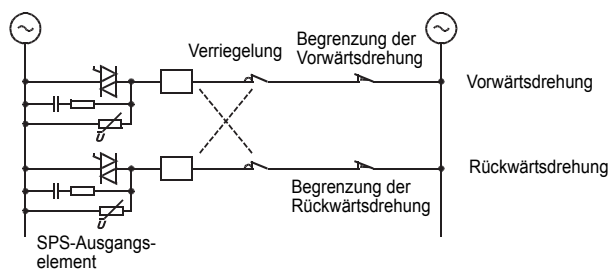 Verriegelung
Begrenzung der
Vorwärtsdrehung
Vorwärtsdrehung
U
Rückwärtsdrehung
Begrenzung der
Rückwärtsdrehung
U
SPS-Ausgangs-
element